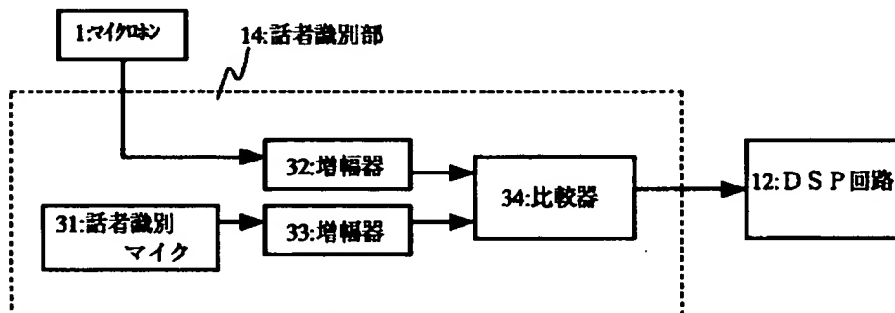 1:マイクロホン
14:話者識別部
32:増幅器
34:比較器
12:DSP回路
31:話者識別
マイク
33:増幅器